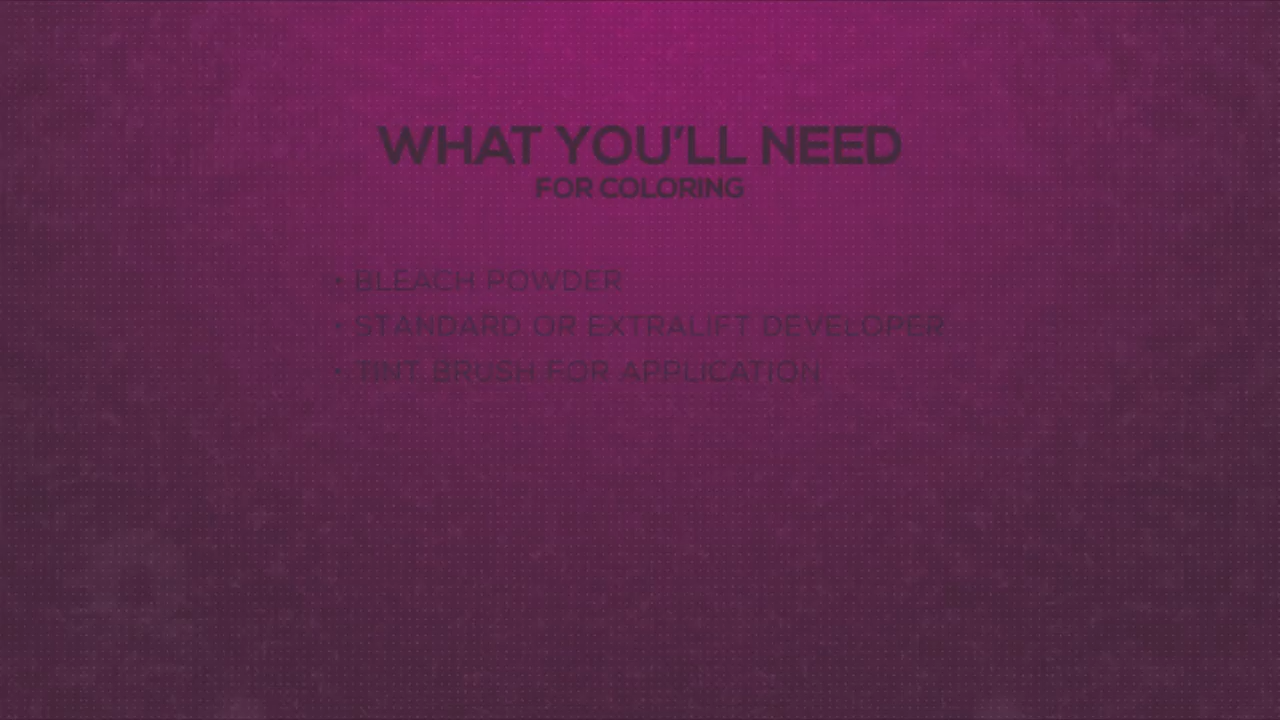 WHAT YOU'LL NEED
FOR COLORING
• BLEACH POWDER
• STANDARD OR EXTRALIFT DEVELOPER
• TINT BRUSH FOR APPLICATION